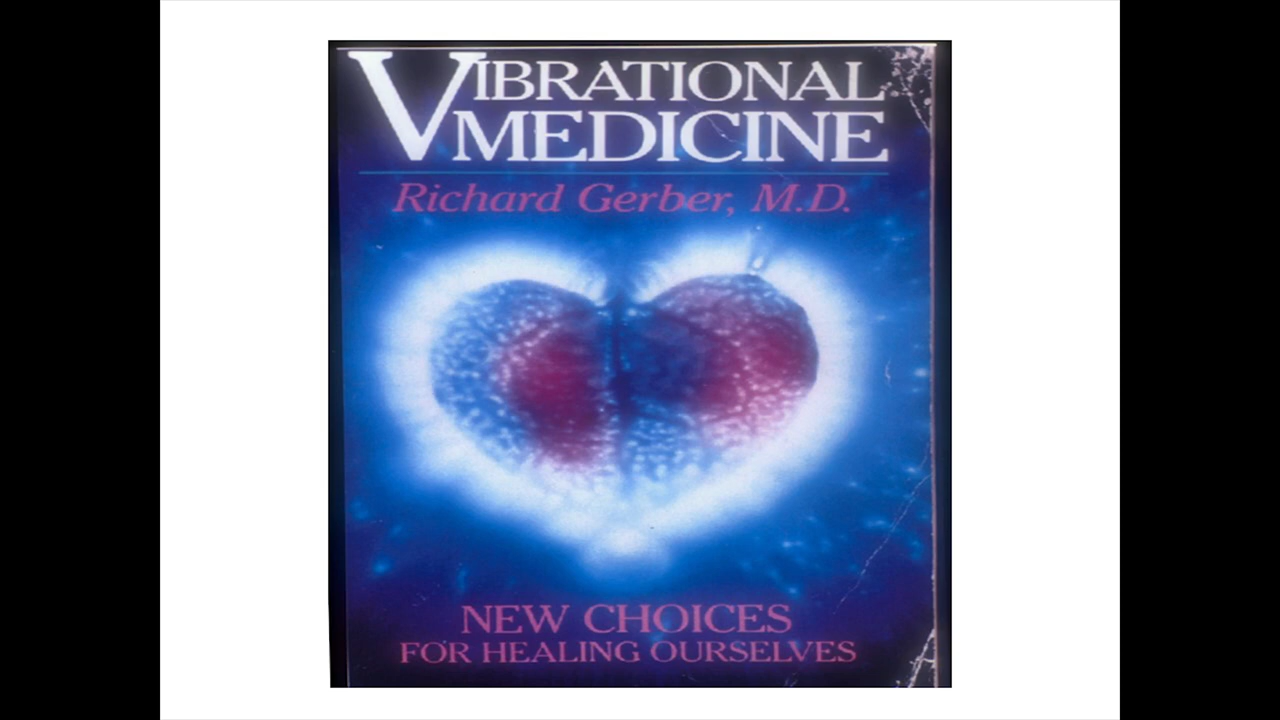 VIBRATIONAL
MEDICINE
Richard Gerber, M.D.
NEW CHOICES
FOR HEALING OURSELVES